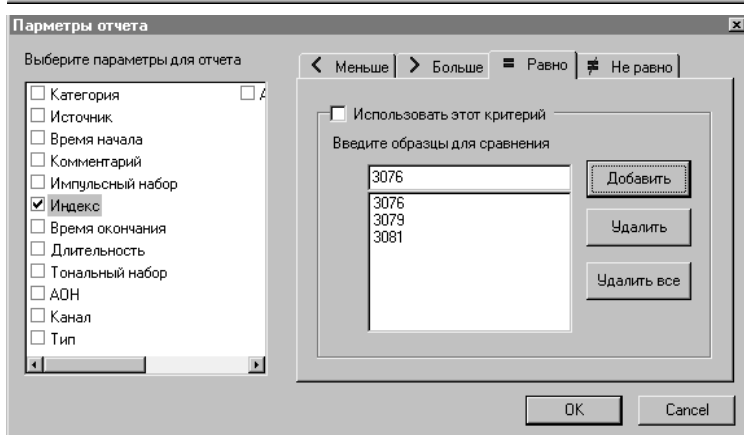 Парметры отчета
Выберите параметры для отчета
Категория
Источник
Время начала
Комментарий
Импульсный набор
Индекс
Время окончания
Длительность
Тональный набор
АОН
Канал
Тип
< Меньше > Больше = Равно ≠ Не равно
Использовать этот критерий
Введите образцы для сравнения
3076
3076
3079
3081
Добавить
Удалить
Удалить все
OK Cancel